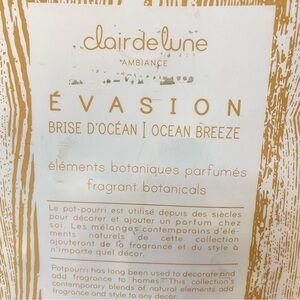 clair de lune
AMBIANCE
ÉVASION
BRISE D'OCÉAN | OCEAN BREEZE
éléments botaniques parfumés
fragrant botanicals
Le pot-pourri est utilisé depuis des siècles
pour décorer et ajouter un parfum chez
soi. Les mélanges contemporains d'élé-
ments naturels de cette collection
ajouteront de la fragrance et du style à
n'importe quel décor.
Potpourri has long been used to decorate and
add fragrance to homes. This collection's
contemporary blends of natural elements add
fragrance and style to any decor.